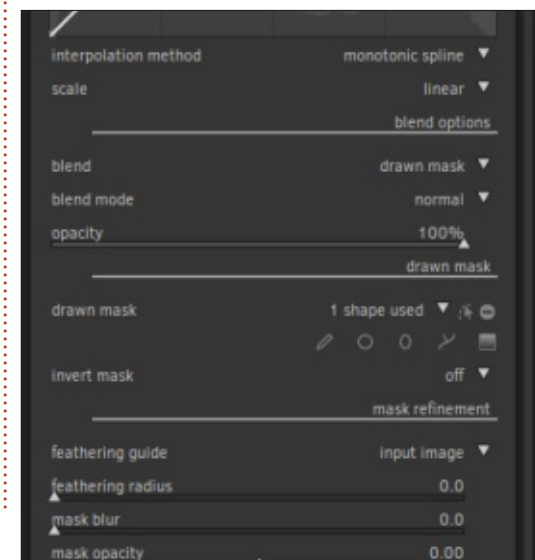 interpolation method monotonic spline
scale linear
blend options
blend drawn mask
blend mode normal
opacity 100%
drawn mask
drawn mask 1 shape used
invert mask off
mask refinement
feathering guide input image
feathering radius 0.0
mask blur 0.0
mask opacity 0.00